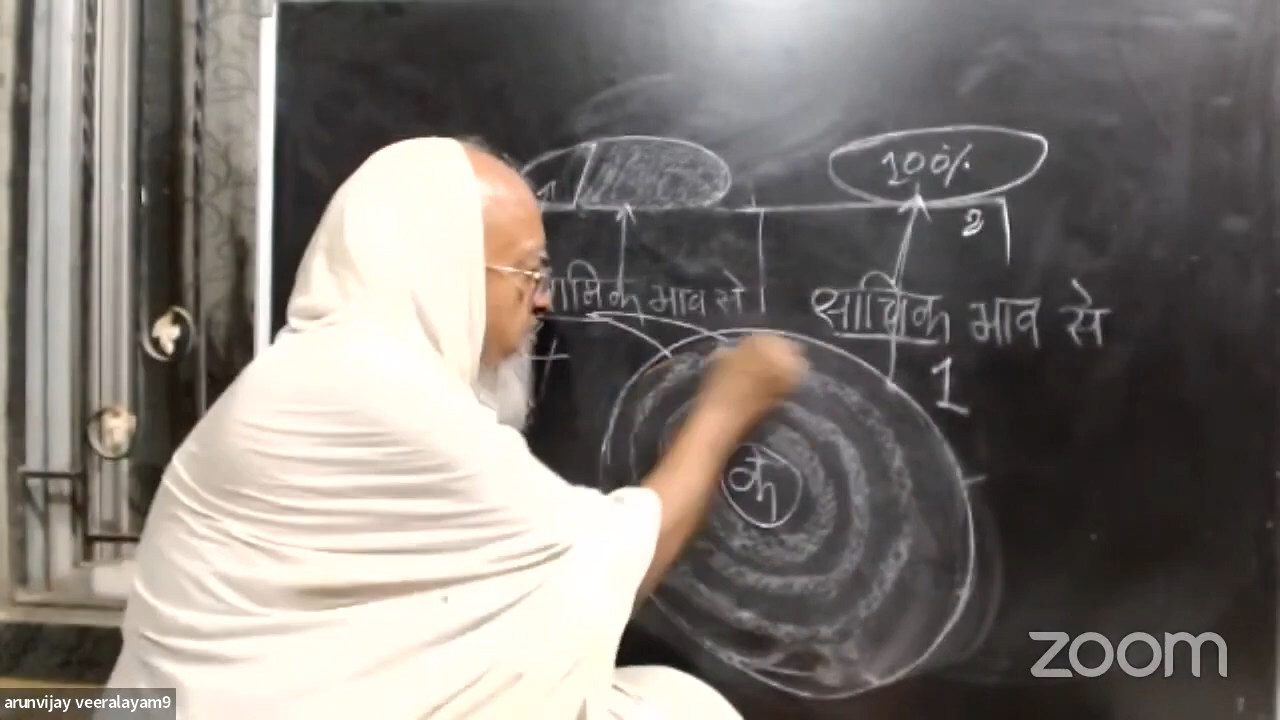 100%
2
भाव से
क्षायिक भाव से
1
क
zoom
arunvijay veeralayam9